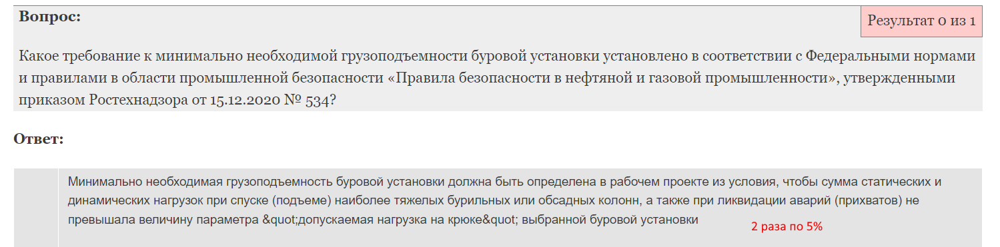 Вопрос:
Результат 0 из 1
Какое требование к минимально необходимой грузоподъемности буровой установки установлено в соответствии с Федеральными нормами
и правилами в области промышленной безопасности «Правила безопасности в нефтяной и газовой промышленности», утвержденными
приказом Ростехнадзора от 15.12.2020 № 534?
Ответ:
Минимально необходимая грузоподъемность буровой установки должна быть определена в рабочем проекте из условия, чтобы сумма статических и
динамических нагрузок при спуске (подъеме) наиболее тяжелых бурильных или обсадных колонн, а также при ликвидации аварий (прихватов) не
превышала величину параметра &quot;допускаемая нагрузка на крюке&quot; выбранной буровой установки
2 раза по 5%